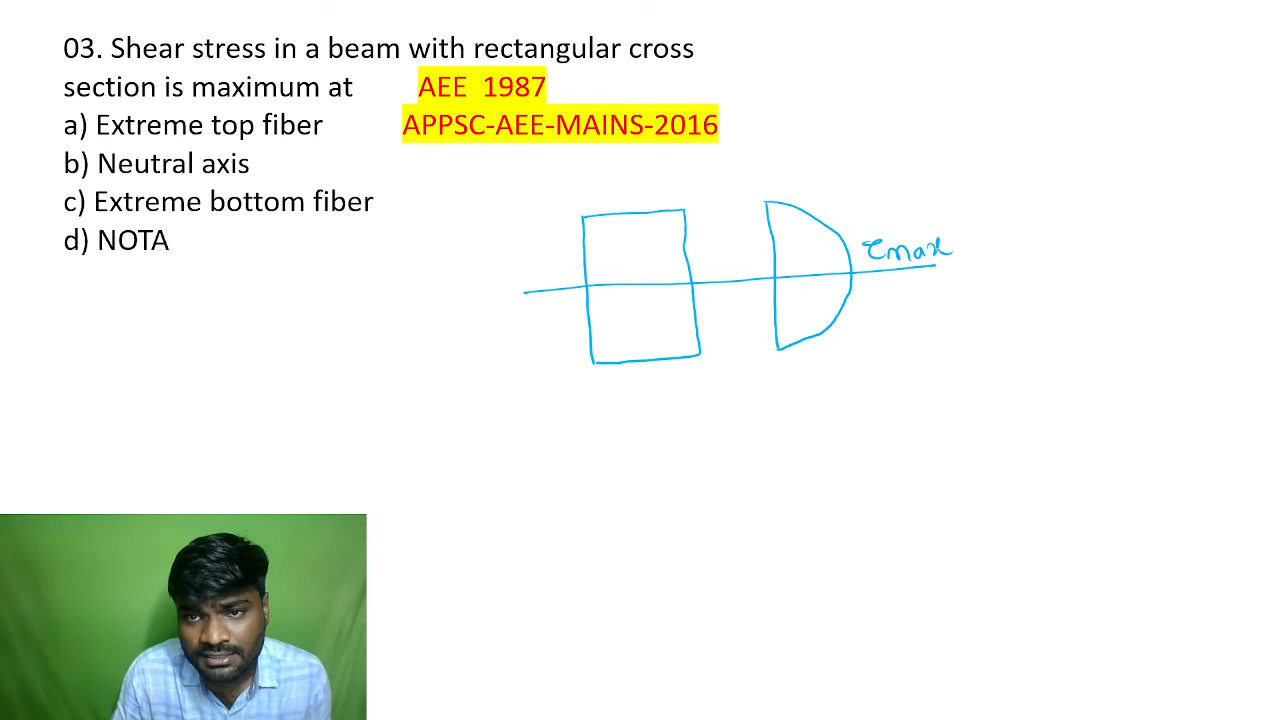 03. Shear stress in a beam with rectangular cross
section is maximum at AEE 1987
a) Extreme top fiber APPSC-AEE-MAINS-2016
b) Neutral axis
c) Extreme bottom fiber
d) NOTA
τmax